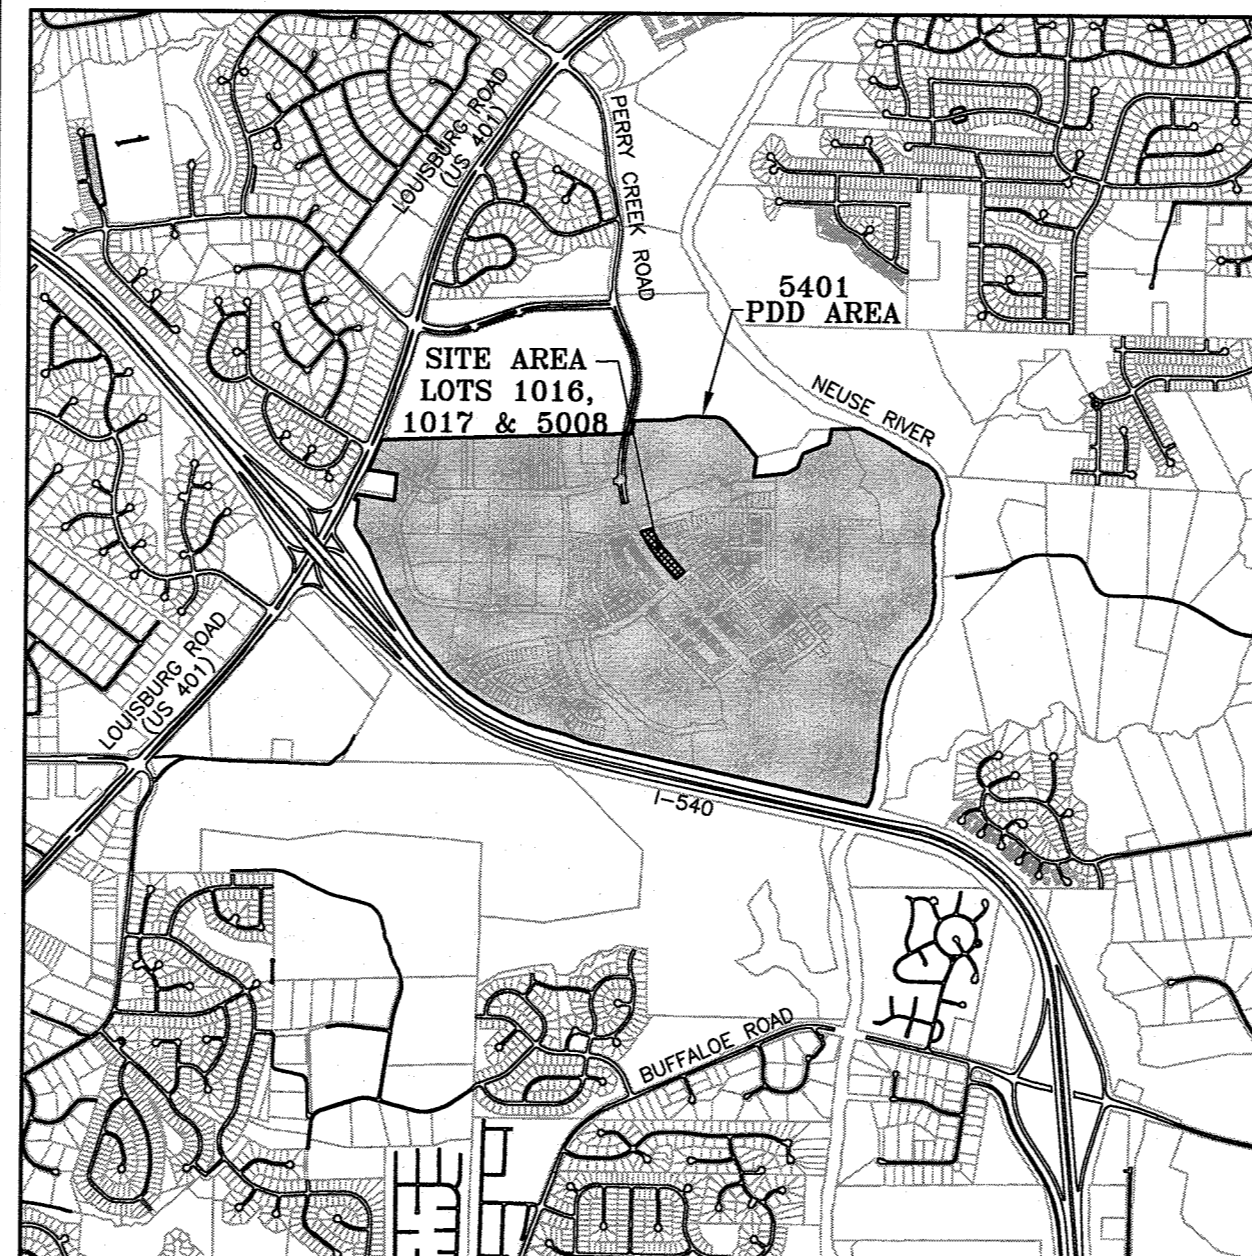 LOUISBURG ROAD
(US 401)
PERRY CREEK ROAD
5401
PDD AREA
SITE AREA
LOTS 1016,
1017 & 5008
NEUSE RIVER
LOUISBURG ROAD
(US 401)
I-540
BUFFALOE ROAD